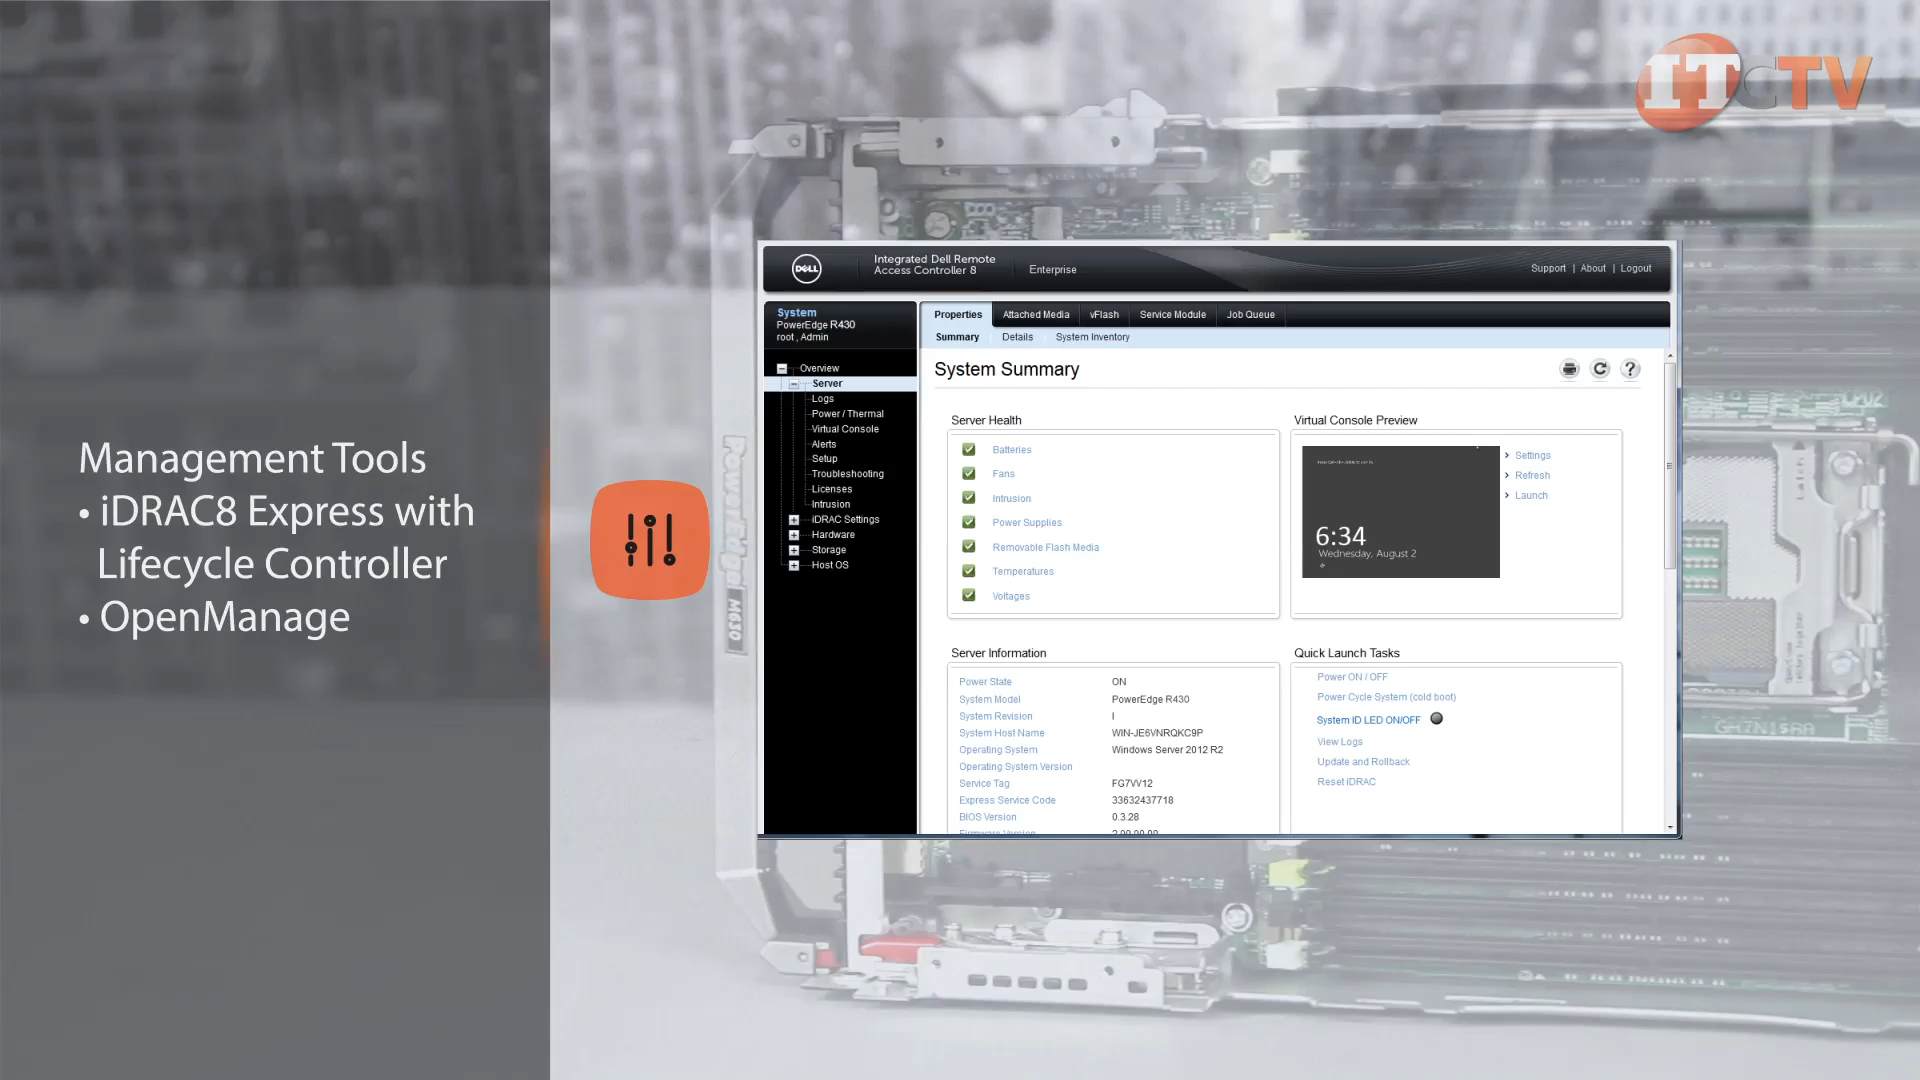 ITCTV
Management Tools
• iDRAC8 Express with
Lifecycle Controller
• OpenManage
PowerEdge M630
DELL
Integrated Dell Remote
Access Controller 8
Enterprise
Support | About | Logout
System
PowerEdge R430
root , Admin
Overview
Server
Logs
Power / Thermal
Virtual Console
Alerts
Setup
Troubleshooting
Licenses
Intrusion
iDRAC Settings
Hardware
Storage
Host OS
Properties Attached Media vFlash Service Module Job Queue
Summary Details System Inventory
System Summary
Server Health
Batteries
Fans
Intrusion
Power Supplies
Removable Flash Media
Temperatures
Voltages
Virtual Console Preview
6:34
Wednesday, August 2
Settings
Refresh
Launch
Server Information
Power State ON
System Model PowerEdge R430
System Revision I
System Host Name WIN-JE6VNRQKC9P
Operating System Windows Server 2012 R2
Operating System Version
Service Tag FG7VV12
Express Service Code 33632437718
BIOS Version 0.3.28
Quick Launch Tasks
Power ON / OFF
Power Cycle System (cold boot)
System ID LED ON/OFF
View Logs
Update and Rollback
Reset iDRAC